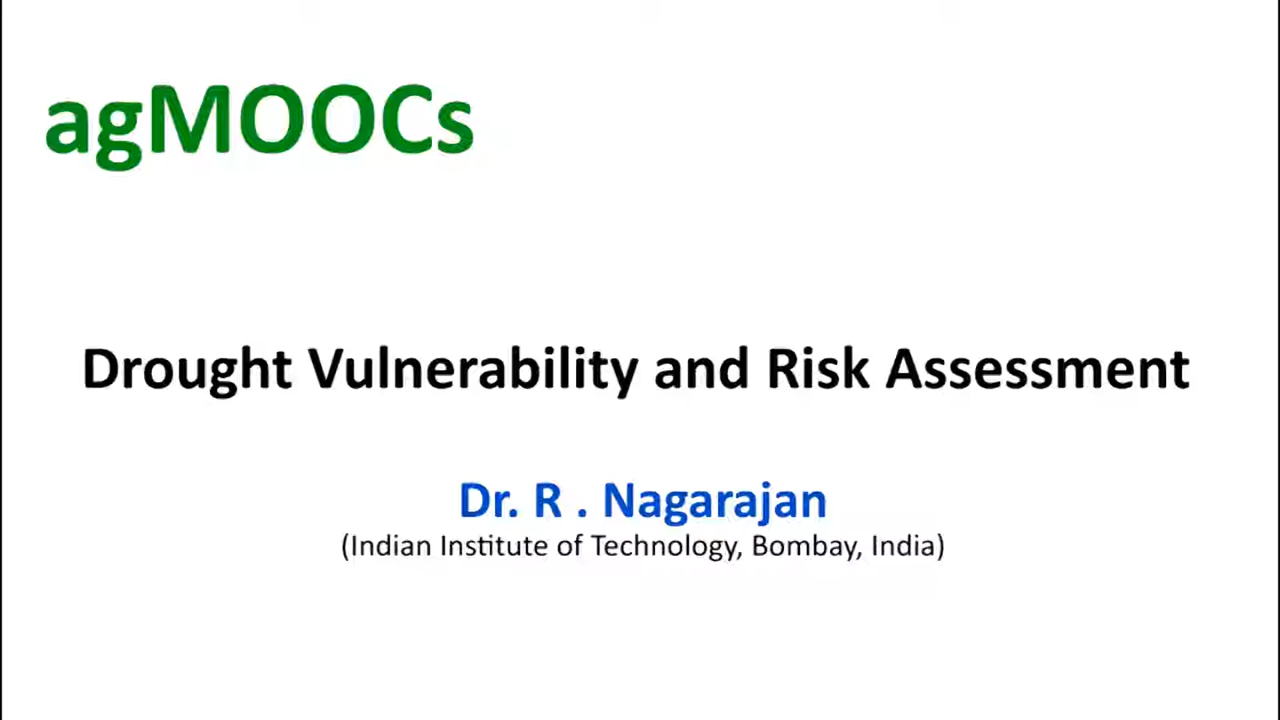 agMOOCs
Drought Vulnerability and Risk Assessment
Dr. R . Nagarajan
(Indian Institute of Technology, Bombay, India)